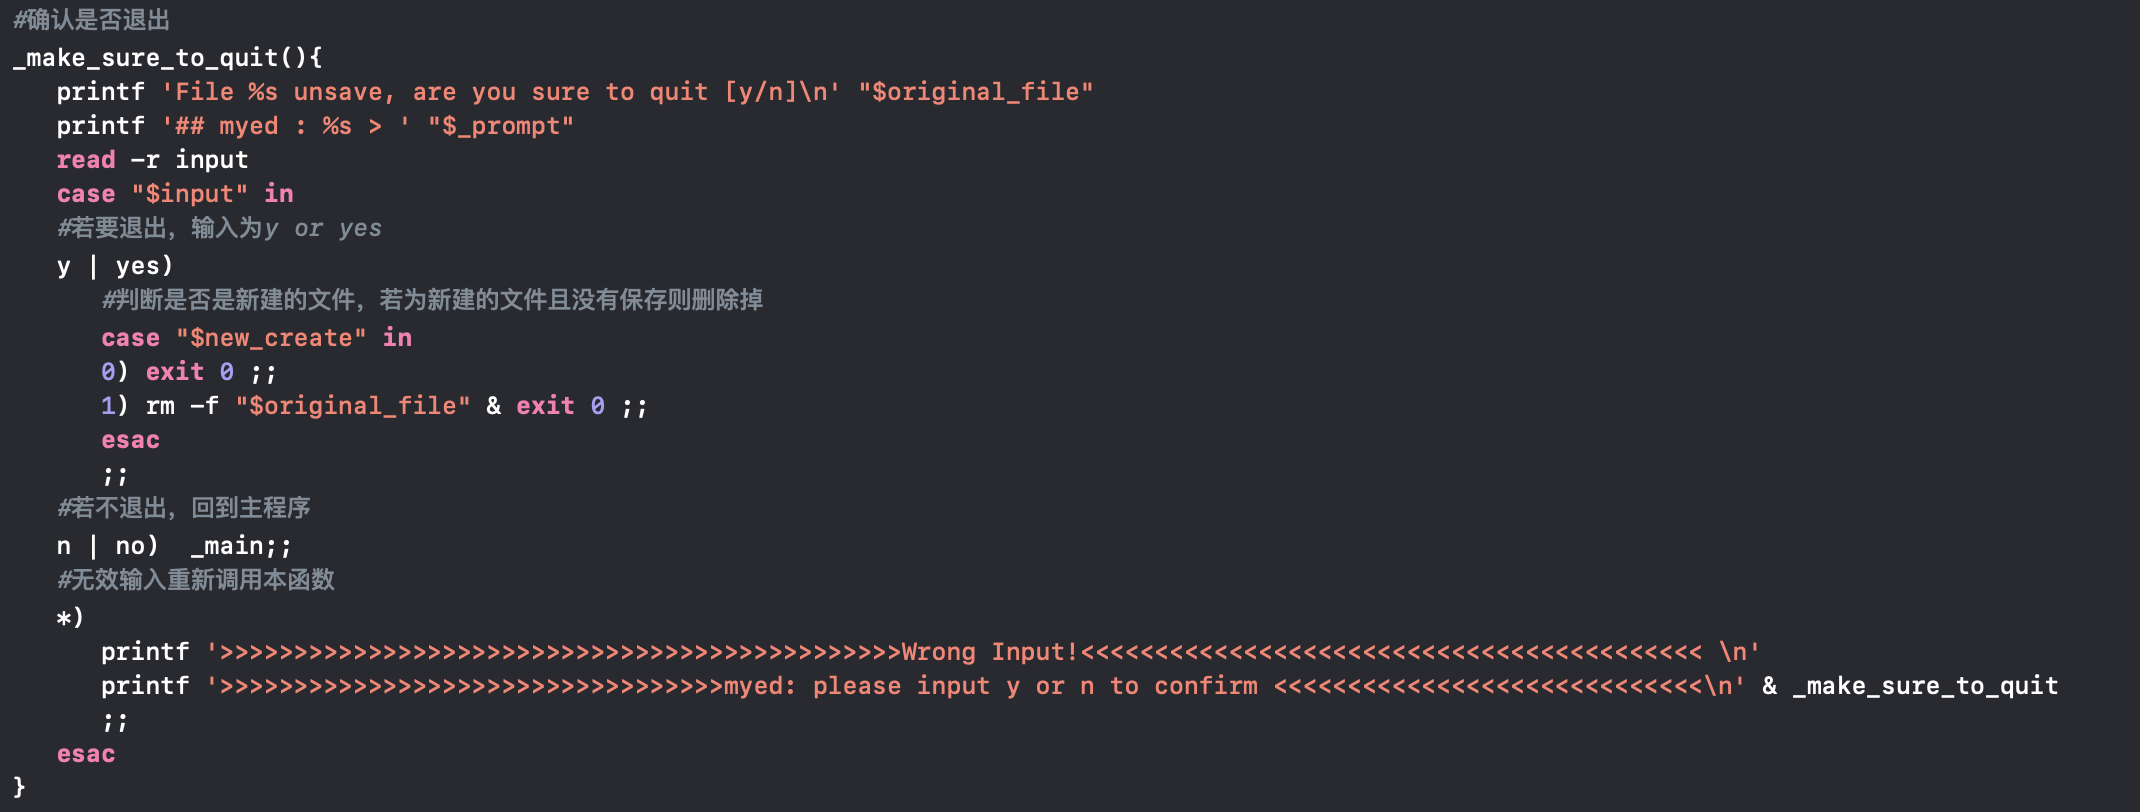 #确认是否退出
_make_sure_to_quit(){
   printf 'File %s unsave, are you sure to quit [y/n]\n' "$original_file"
   printf '## myed : %s > ' "$_prompt"
   read -r input
   case "$input" in
   #若要退出，输入为y or yes
   y | yes)
      #判断是否是新建的文件，若为新建的文件且没有保存则删除掉
      case "$new_create" in
      0) exit 0 ;;
      1) rm -f "$original_file" & exit 0 ;;
      esac
      ;;
   #若不退出，回到主程序
   n | no)  _main;;
   #无效输入重新调用本函数
   *)
      printf '>>>>>>>>>>>>>>>>>>>>>>>>>>>>>>>>>>>>>>>>>>>>>>Wrong Input!<<<<<<<<<<<<<<<<<<<<<<<<<<<<<<<<<<<<<<<<<< \n'
      printf '>>>>>>>>>>>>>>>>>>>>>>>>>>>>>>>>>>myed: please input y or n to confirm <<<<<<<<<<<<<<<<<<<<<<<<<<<<<\n' & _make_sure_to_quit
      ;;
   esac
}